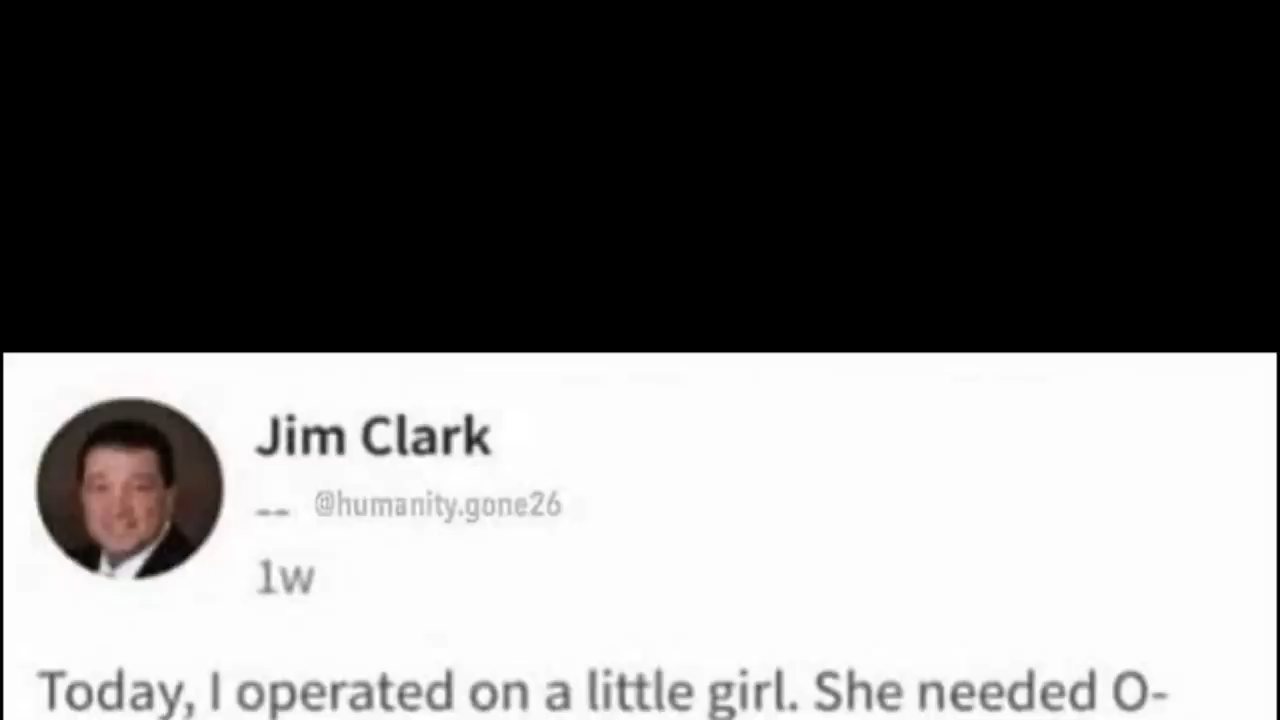 Jim Clark
-- @humanity.gone26
1w
Today, I operated on a little girl. She needed O-